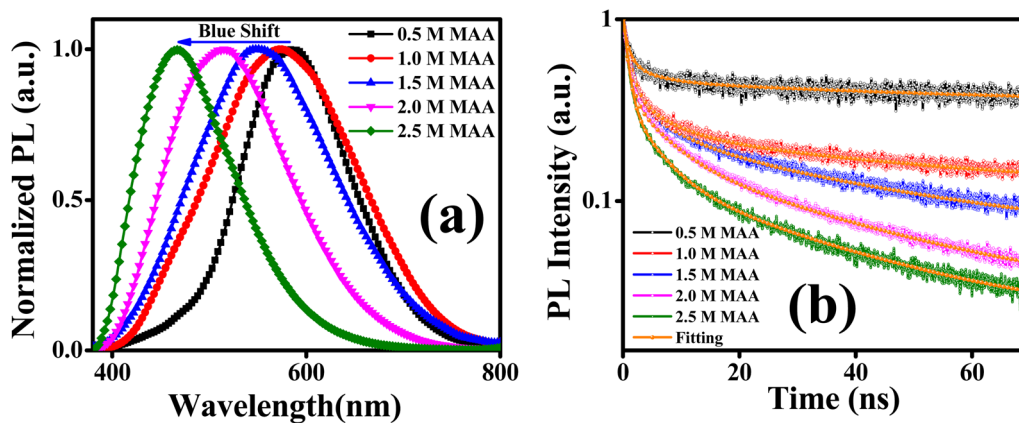 (a)
Blue Shift
0.5 M MAA
1.0 M MAA
1.5 M MAA
2.0 M MAA
2.5 M MAA
Normalized PL (a.u.)
1.0
0.5
0.0
400
600
800
Wavelength(nm)
(b)
PL Intensity (a.u.)
1
0.1
0.5 M MAA
1.0 M MAA
1.5 M MAA
2.0 M MAA
2.5 M MAA
Fitting
0
20
40
60
Time (ns)